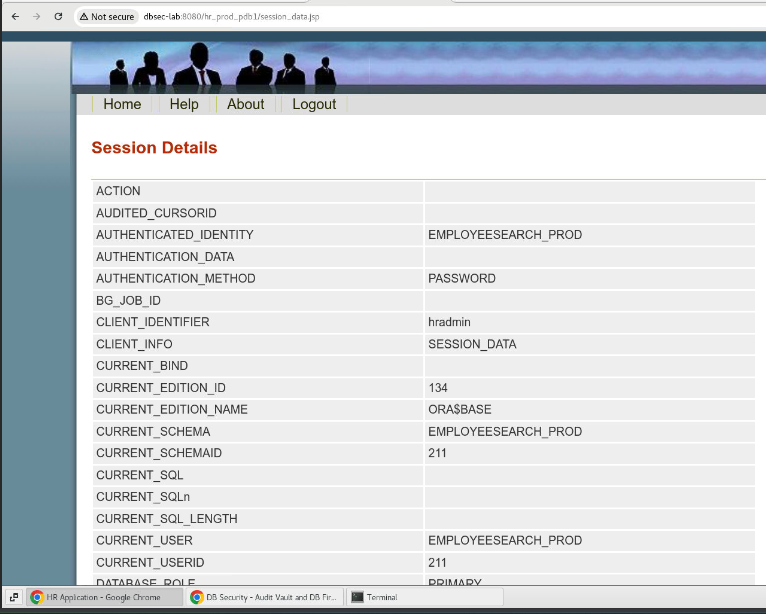 Not secure dbsec-lab:8080/hr_prod_pdb1/session_data.jsp
Home Help About Logout
Session Details
ACTION
AUDITED_CURSORID
AUTHENTICATED_IDENTITY EMPLOYEESEARCH_PROD
AUTHENTICATION_DATA
AUTHENTICATION_METHOD PASSWORD
BG_JOB_ID
CLIENT_IDENTIFIER hradmin
CLIENT_INFO SESSION_DATA
CURRENT_BIND
CURRENT_EDITION_ID 134
CURRENT_EDITION_NAME ORA$BASE
CURRENT_SCHEMA EMPLOYEESEARCH_PROD
CURRENT_SCHEMAID 211
CURRENT_SQL
CURRENT_SQLn
CURRENT_SQL_LENGTH
CURRENT_USER EMPLOYEESEARCH_PROD
CURRENT_USERID 211
DATABASE_ROLE PRIMARY
HR Application - Google Chrome DB Security - Audit Vault and DB Fir... Terminal